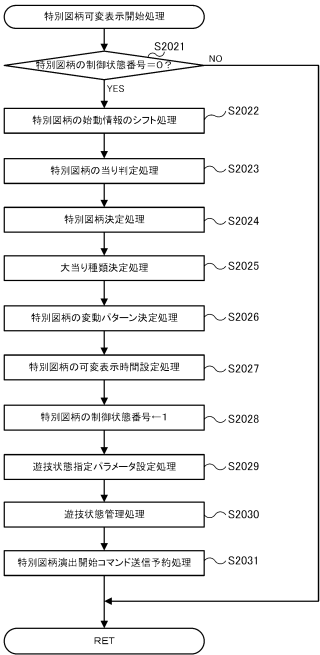 特別図柄可変表示開始処理
S2021
特別図柄の制御状態番号=0?
NO
YES
特別図柄の始動情報のシフト処理
S2022
特別図柄の当り判定処理
S2023
特別図柄決定処理
S2024
大当り種類決定処理
S2025
特別図柄の変動パターン決定処理
S2026
特別図柄の可変表示時間設定処理
S2027
特別図柄の制御状態番号←1
S2028
遊技状態指定パラメータ設定処理
S2029
遊技状態管理処理
S2030
特別図柄演出開始コマンド送信予約処理
S2031
RET